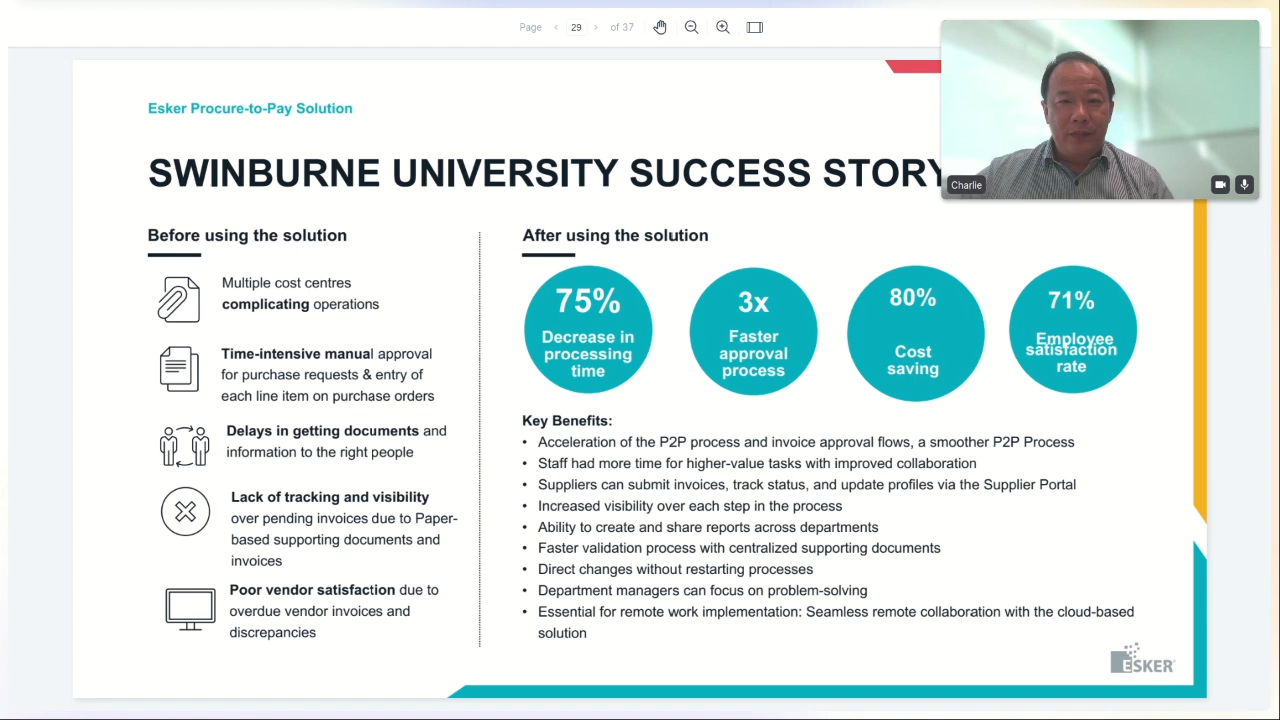 Page
29
of 37
Esker Procure-to-Pay Solution
SWINBURNE UNIVERSITY SUCCESS STORY
Charlie
Before using the solution
Multiple cost centres
complicating operations
Time-intensive manual approval
for purchase requests & entry of
each line item on purchase orders
Delays in getting documents and
information to the right people
Lack of tracking and visibility
over pending invoices due to Paper-
based supporting documents and
invoices
Poor vendor satisfaction due to
overdue vendor invoices and
discrepancies
After using the solution
75%
Decrease in
processing
time
3x
Faster
approval
process
80%
Cost
saving
71%
Employee
satisfaction
rate
Key Benefits:
• Acceleration of the P2P process and invoice approval flows, a smoother P2P Process
• Staff had more time for higher-value tasks with improved collaboration
• Suppliers can submit invoices, track status, and update profiles via the Supplier Portal
• Increased visibility over each step in the process
• Ability to create and share reports across departments
• Faster validation process with centralized supporting documents
• Direct changes without restarting processes
• Department managers can focus on problem-solving
• Essential for remote work implementation: Seamless remote collaboration with the cloud-based
solution
ESKER